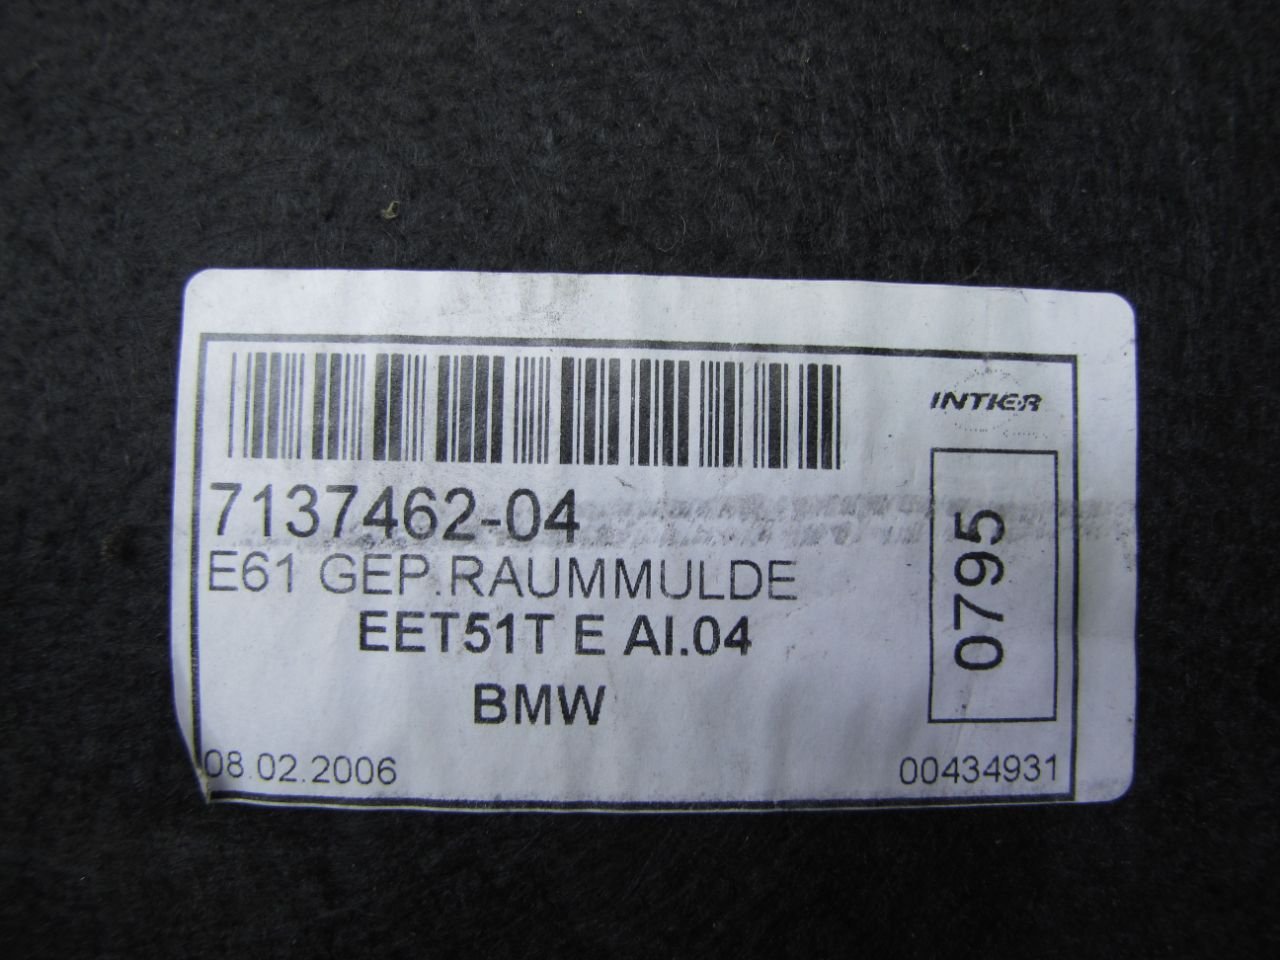 INTIER
7137462-04
E61 GEP.RAUMMULDE
EET51T E AI.04
BMW
0795
08.02.2006
00434931